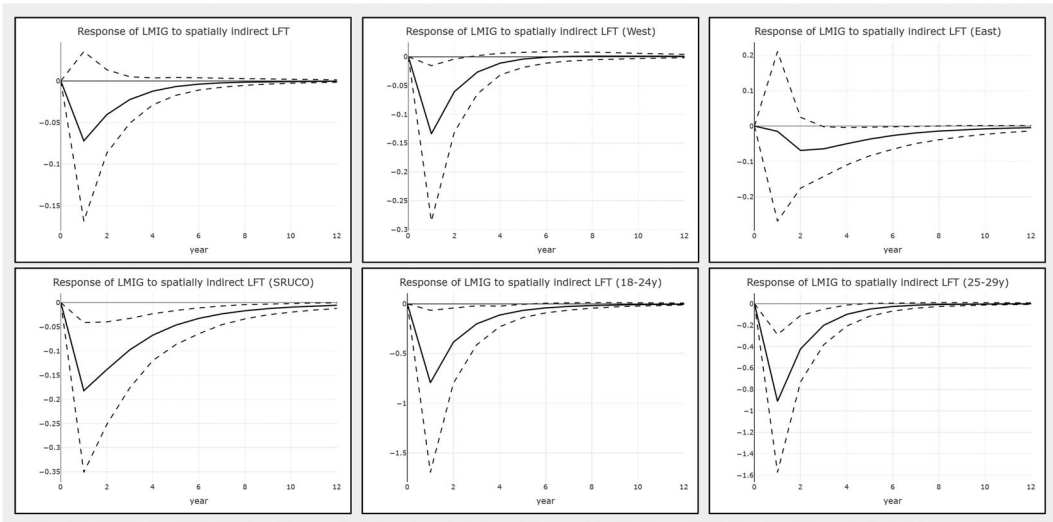 Response of LMIG to spatially indirect LFT
0
−0.05
−0.1
−0.15
0 2 4 6 8 10 12
year
Response of LMIG to spatially indirect LFT (West)
0
−0.05
−0.1
−0.15
−0.2
−0.25
−0.3
0 2 4 6 8 10 12
year
Response of LMIG to spatially indirect LFT (East)
0.2
0.1
0
−0.1
−0.2
0 2 4 6 8 10 12
year
Response of LMIG to spatially indirect LFT (SRUCO)
0
−0.05
−0.1
−0.15
−0.2
−0.25
−0.3
−0.35
0 2 4 6 8 10 12
year
Response of LMIG to spatially indirect LFT (18-24y)
0
−0.5
−1
−1.5
0 2 4 6 8 10 12
year
Response of LMIG to spatially indirect LFT (25-29y)
0
−0.2
−0.4
−0.6
−0.8
−1
−1.2
−1.4
−1.6
0 2 4 6 8 10 12
year